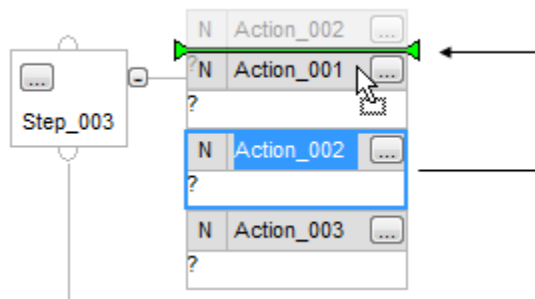 N Action_002 ...
?
N Action_001 ...
?
... 
Step_003
N Action_002 ...
?
N Action_003 ...
?